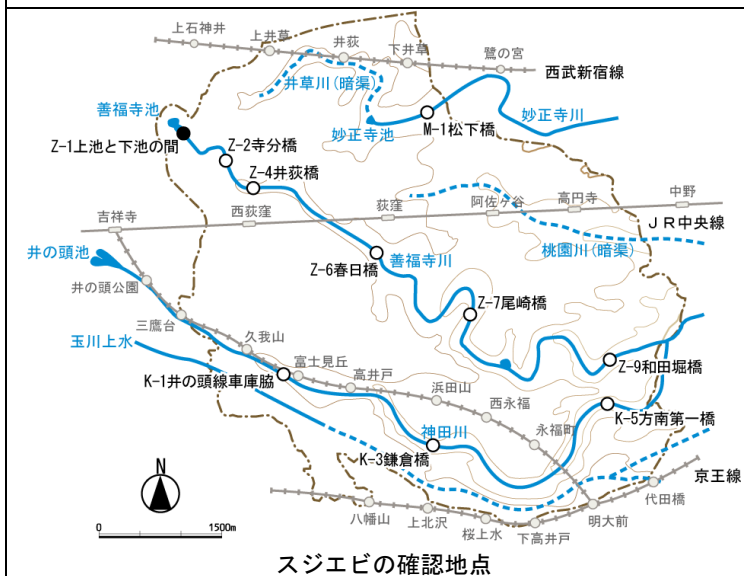 上石神井
上井草
井荻
下井草
鷺の宮
西武新宿線
井草川(暗渠)
善福寺池
妙正寺池
妙正寺川
M-1松下橋
Z-1上池と下池の間
Z-2寺分橋
Z-4井荻橋
吉祥寺
西荻窪
荻窪
阿佐ヶ谷
高円寺
中野
JR中央線
井の頭池
井の頭公園
Z-6春日橋
善福寺川
桃園川(暗渠)
Z-7尾崎橋
三鷹台
玉川上水
久我山
富士見丘
高井戸
浜田山
西永福
永福町
Z-9和田堀橋
K-1井の頭線車庫脇
K-5方南第一橋
神田川
K-3鎌倉橋
京王線
N
0 1500m
八幡山
上北沢
桜上水
下高井戸
明大前
代田橋
スジエビの確認地点